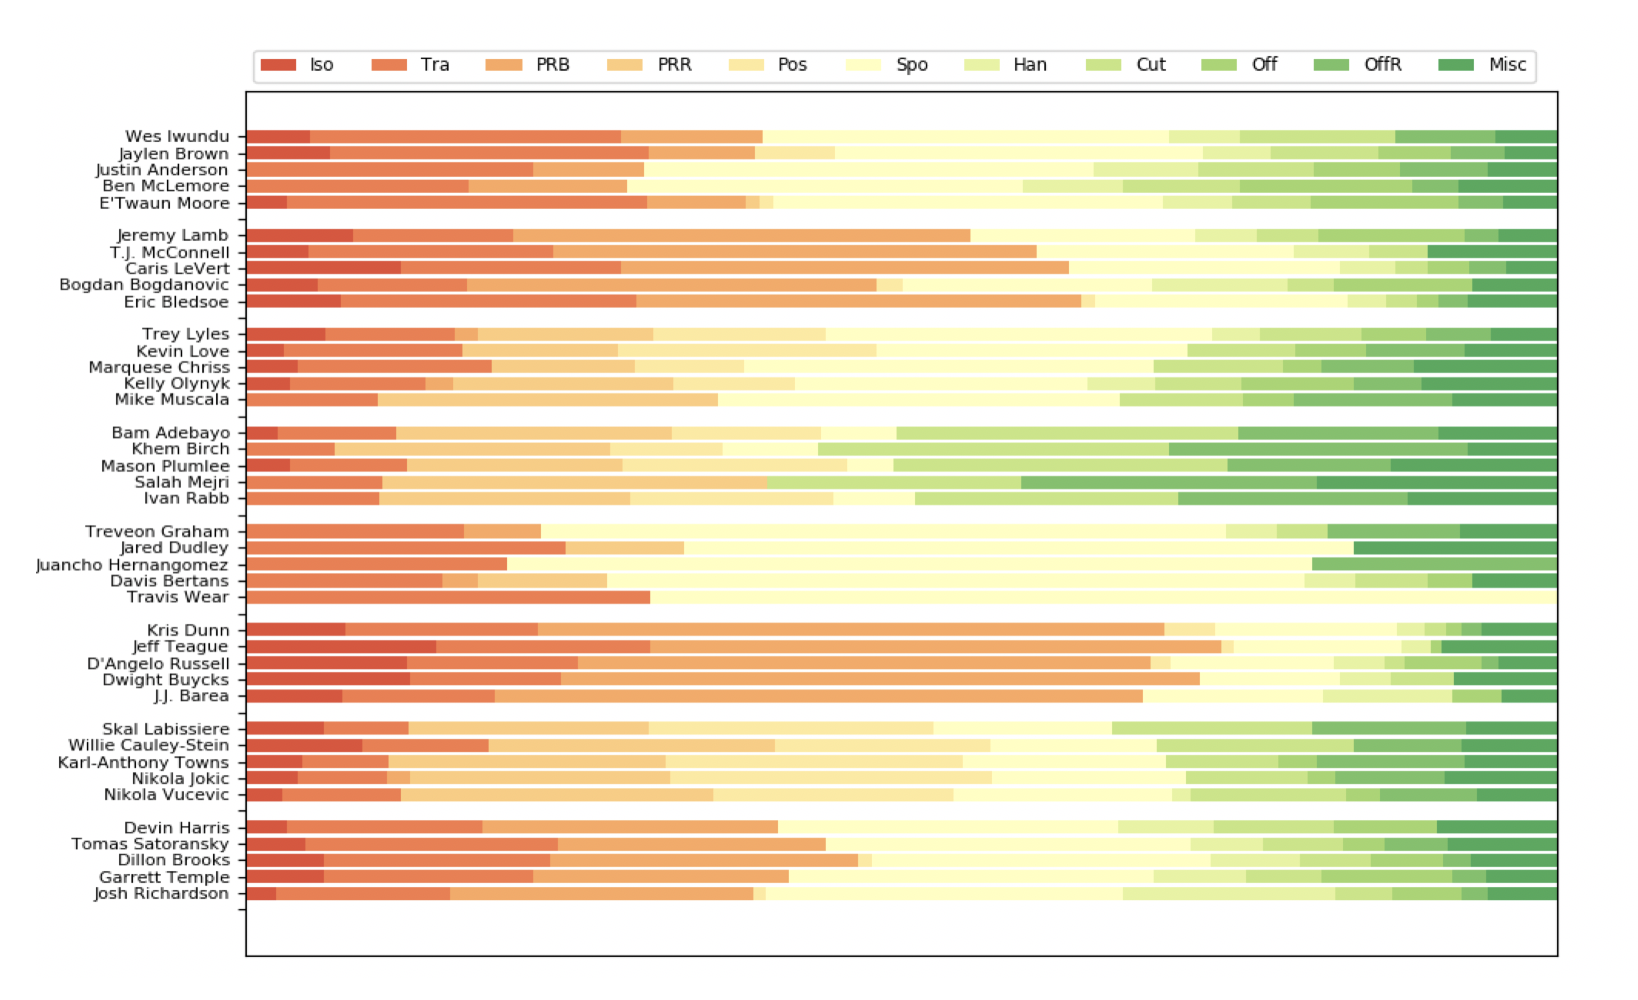 Iso Tra PRB PRR Pos Spo Han Cut Off OffR Misc
Wes Iwundu
Jaylen Brown
Justin Anderson
Ben McLemore
E'Twaun Moore
Jeremy Lamb
T.J. McConnell
Caris LeVert
Bogdan Bogdanovic
Eric Bledsoe
Trey Lyles
Kevin Love
Marquese Chriss
Kelly Olynyk
Mike Muscala
Bam Adebayo
Khem Birch
Mason Plumlee
Salah Mejri
Ivan Rabb
Treveon Graham
Jared Dudley
Juancho Hernangomez
Davis Bertans
Travis Wear
Kris Dunn
Jeff Teague
D'Angelo Russell
Dwight Buycks
J.J. Barea
Skal Labissiere
Willie Cauley-Stein
Karl-Anthony Towns
Nikola Jokic
Nikola Vucevic
Devin Harris
Tomas Satoransky
Dillon Brooks
Garrett Temple
Josh Richardson